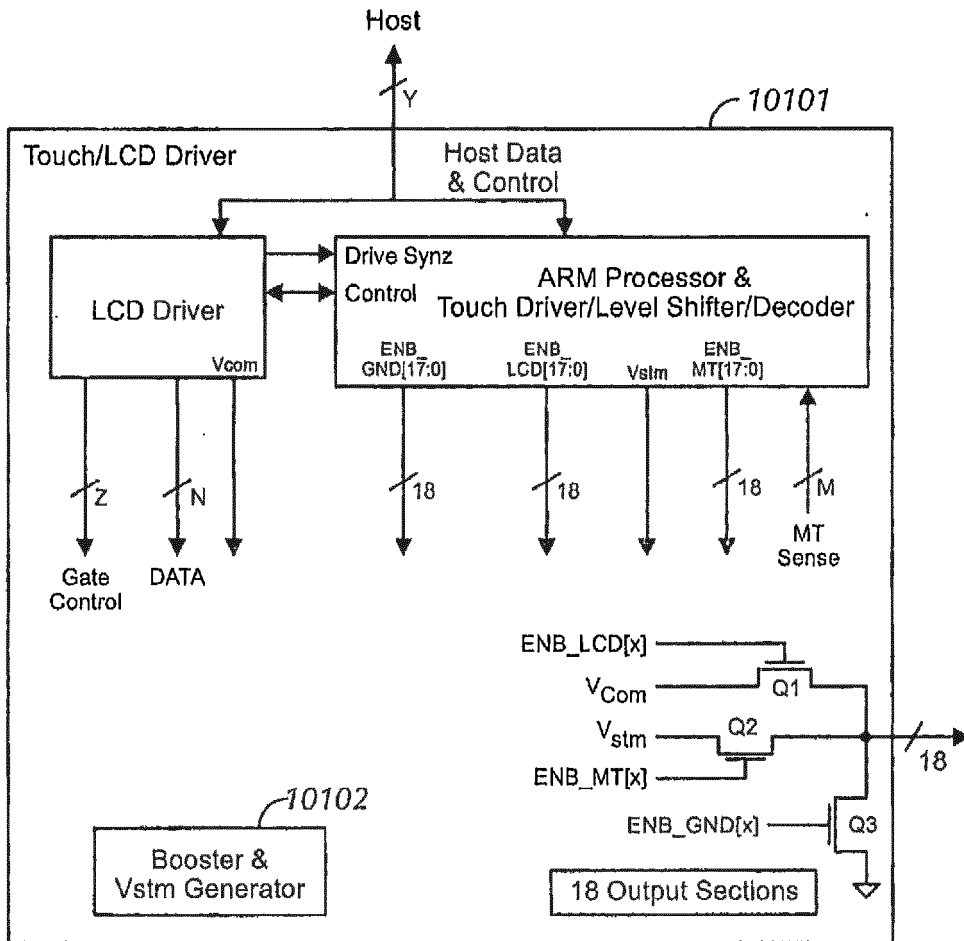 Host
Y
10101
Touch/LCD Driver
Host Data
& Control
LCD Driver
Vcom
Drive Synz
Control
ARM Processor &
Touch Driver/Level Shifter/Decoder
ENB_
GND[17:0]
ENB_
LCD[17:0]
Vstm
ENB_
MT[17:0]
Z
N
18
18
18
M
Gate
Control
DATA
MT
Sense
ENB_LCD[x]
Q1
VCom
Vstm
Q2
18
ENB_MT[x]
ENB_GND[x]
Q3
10102
Booster &
Vstm Generator
18 Output Sections